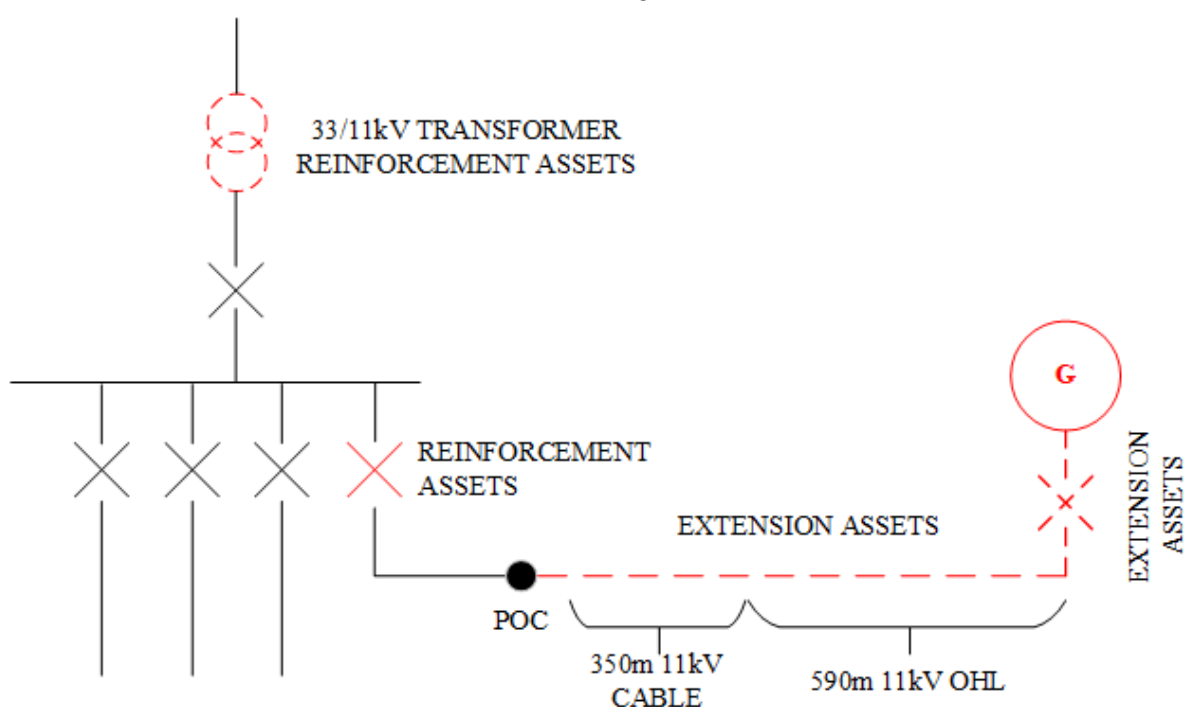 33/11kV TRANSFORMER
REINFORCEMENT ASSETS
REINFORCEMENT
ASSETS
G
EXTENSION
ASSETS
EXTENSION ASSETS
POC
350m 11kV
CABLE
590m 11kV OHL